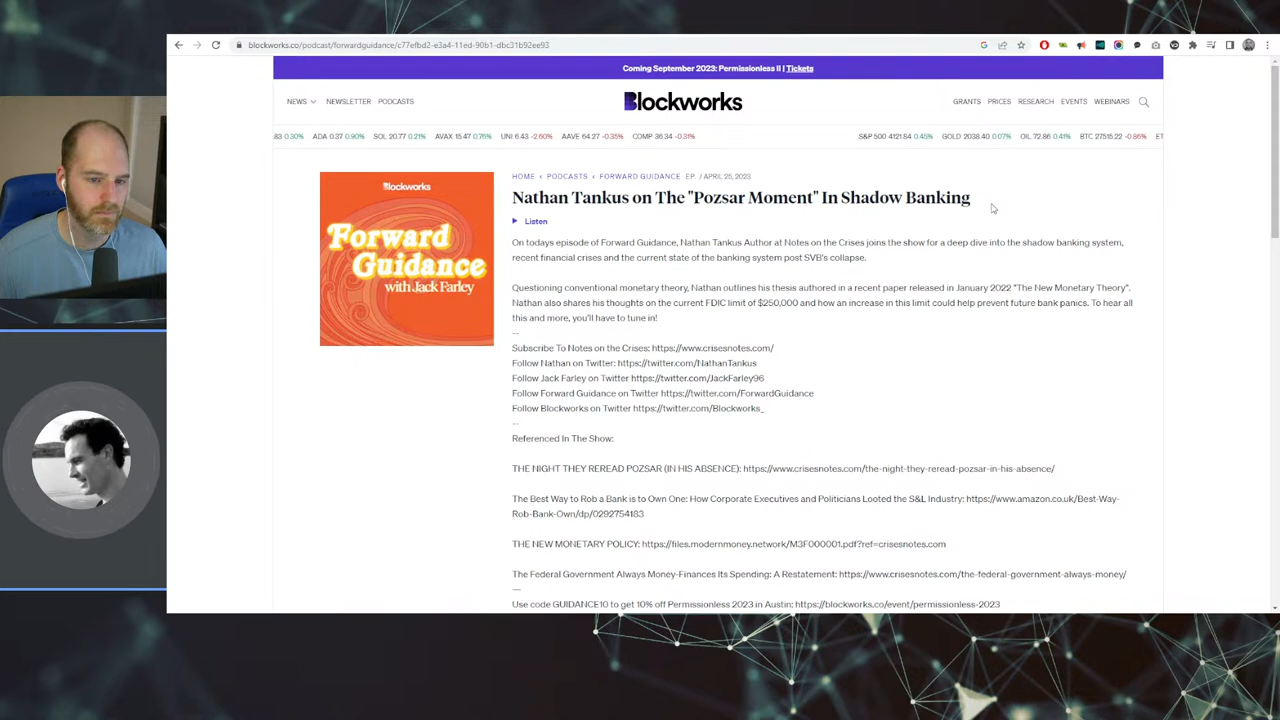 blockworks.co/podcast/forwardguidance/c77efbd2-e3a4-11ed-90b1-dbc31b92ee93
Coming September 2023: Permissionless II | Tickets
NEWS NEWSLETTER PODCASTS Blockworks GRANTS PRICES RESEARCH EVENTS WEBINARS
83 0.30% ADA 0.37 0.90% SOL 20.77 0.21% AVAX 15.47 0.76% UNI 6.43 -2.60% AAVE 64.27 -0.35% COMP 36.34 -0.31% S&P 500 4121.84 0.45% GOLD 2038.40 0.07% OIL 72.86 0.41% BTC 27515.22 -0.86% ET
Blockworks
Forward
Guidance
with Jack Farley
HOME < PODCASTS < FORWARD GUIDANCE EP. / APRIL 25, 2023
Nathan Tankus on The "Pozsar Moment" In Shadow Banking
Listen
On todays episode of Forward Guidance, Nathan Tankus Author at Notes on the Crises joins the show for a deep dive into the shadow banking system,
recent financial crises and the current state of the banking system post SVB's collapse.
Questioning conventional monetary theory, Nathan outlines his thesis authored in a recent paper released in January 2022 "The New Monetary Theory".
Nathan also shares his thoughts on the current FDIC limit of $250,000 and how an increase in this limit could help prevent future bank panics. To hear all
this and more, you'll have to tune in!
--
Subscribe To Notes on the Crises: https://www.crisesnotes.com/
Follow Nathan on Twitter: https://twitter.com/NathanTankus
Follow Jack Farley on Twitter https://twitter.com/JackFarley96
Follow Forward Guidance on Twitter https://twitter.com/ForwardGuidance
Follow Blockworks on Twitter https://twitter.com/Blockworks_
--
Referenced In The Show:
THE NIGHT THEY REREAD POZSAR (IN HIS ABSENCE): https://www.crisesnotes.com/the-night-they-reread-pozsar-in-his-absence/
The Best Way to Rob a Bank is to Own One: How Corporate Executives and Politicians Looted the S&L Industry: https://www.amazon.co.uk/Best-Way-
Rob-Bank-Own/dp/0292754183
THE NEW MONETARY POLICY: https://files.modernmoney.network/M3F000001.pdf?ref=crisesnotes.com
The Federal Government Always Money-Finances Its Spending: A Restatement: https://www.crisesnotes.com/the-federal-government-always-money/
—
Use code GUIDANCE10 to get 10% off Permissionless 2023 in Austin: https://blockworks.co/event/permissionless-2023